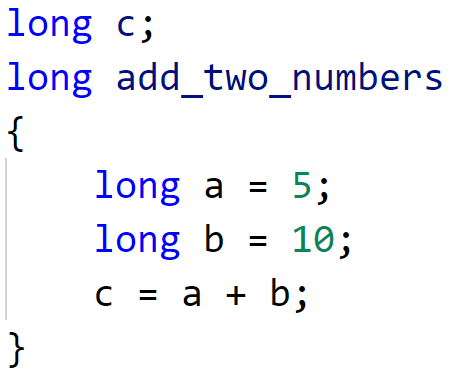 long c;
long add_two_numbers
{
    long a = 5;
    long b = 10;
    c = a + b;
}